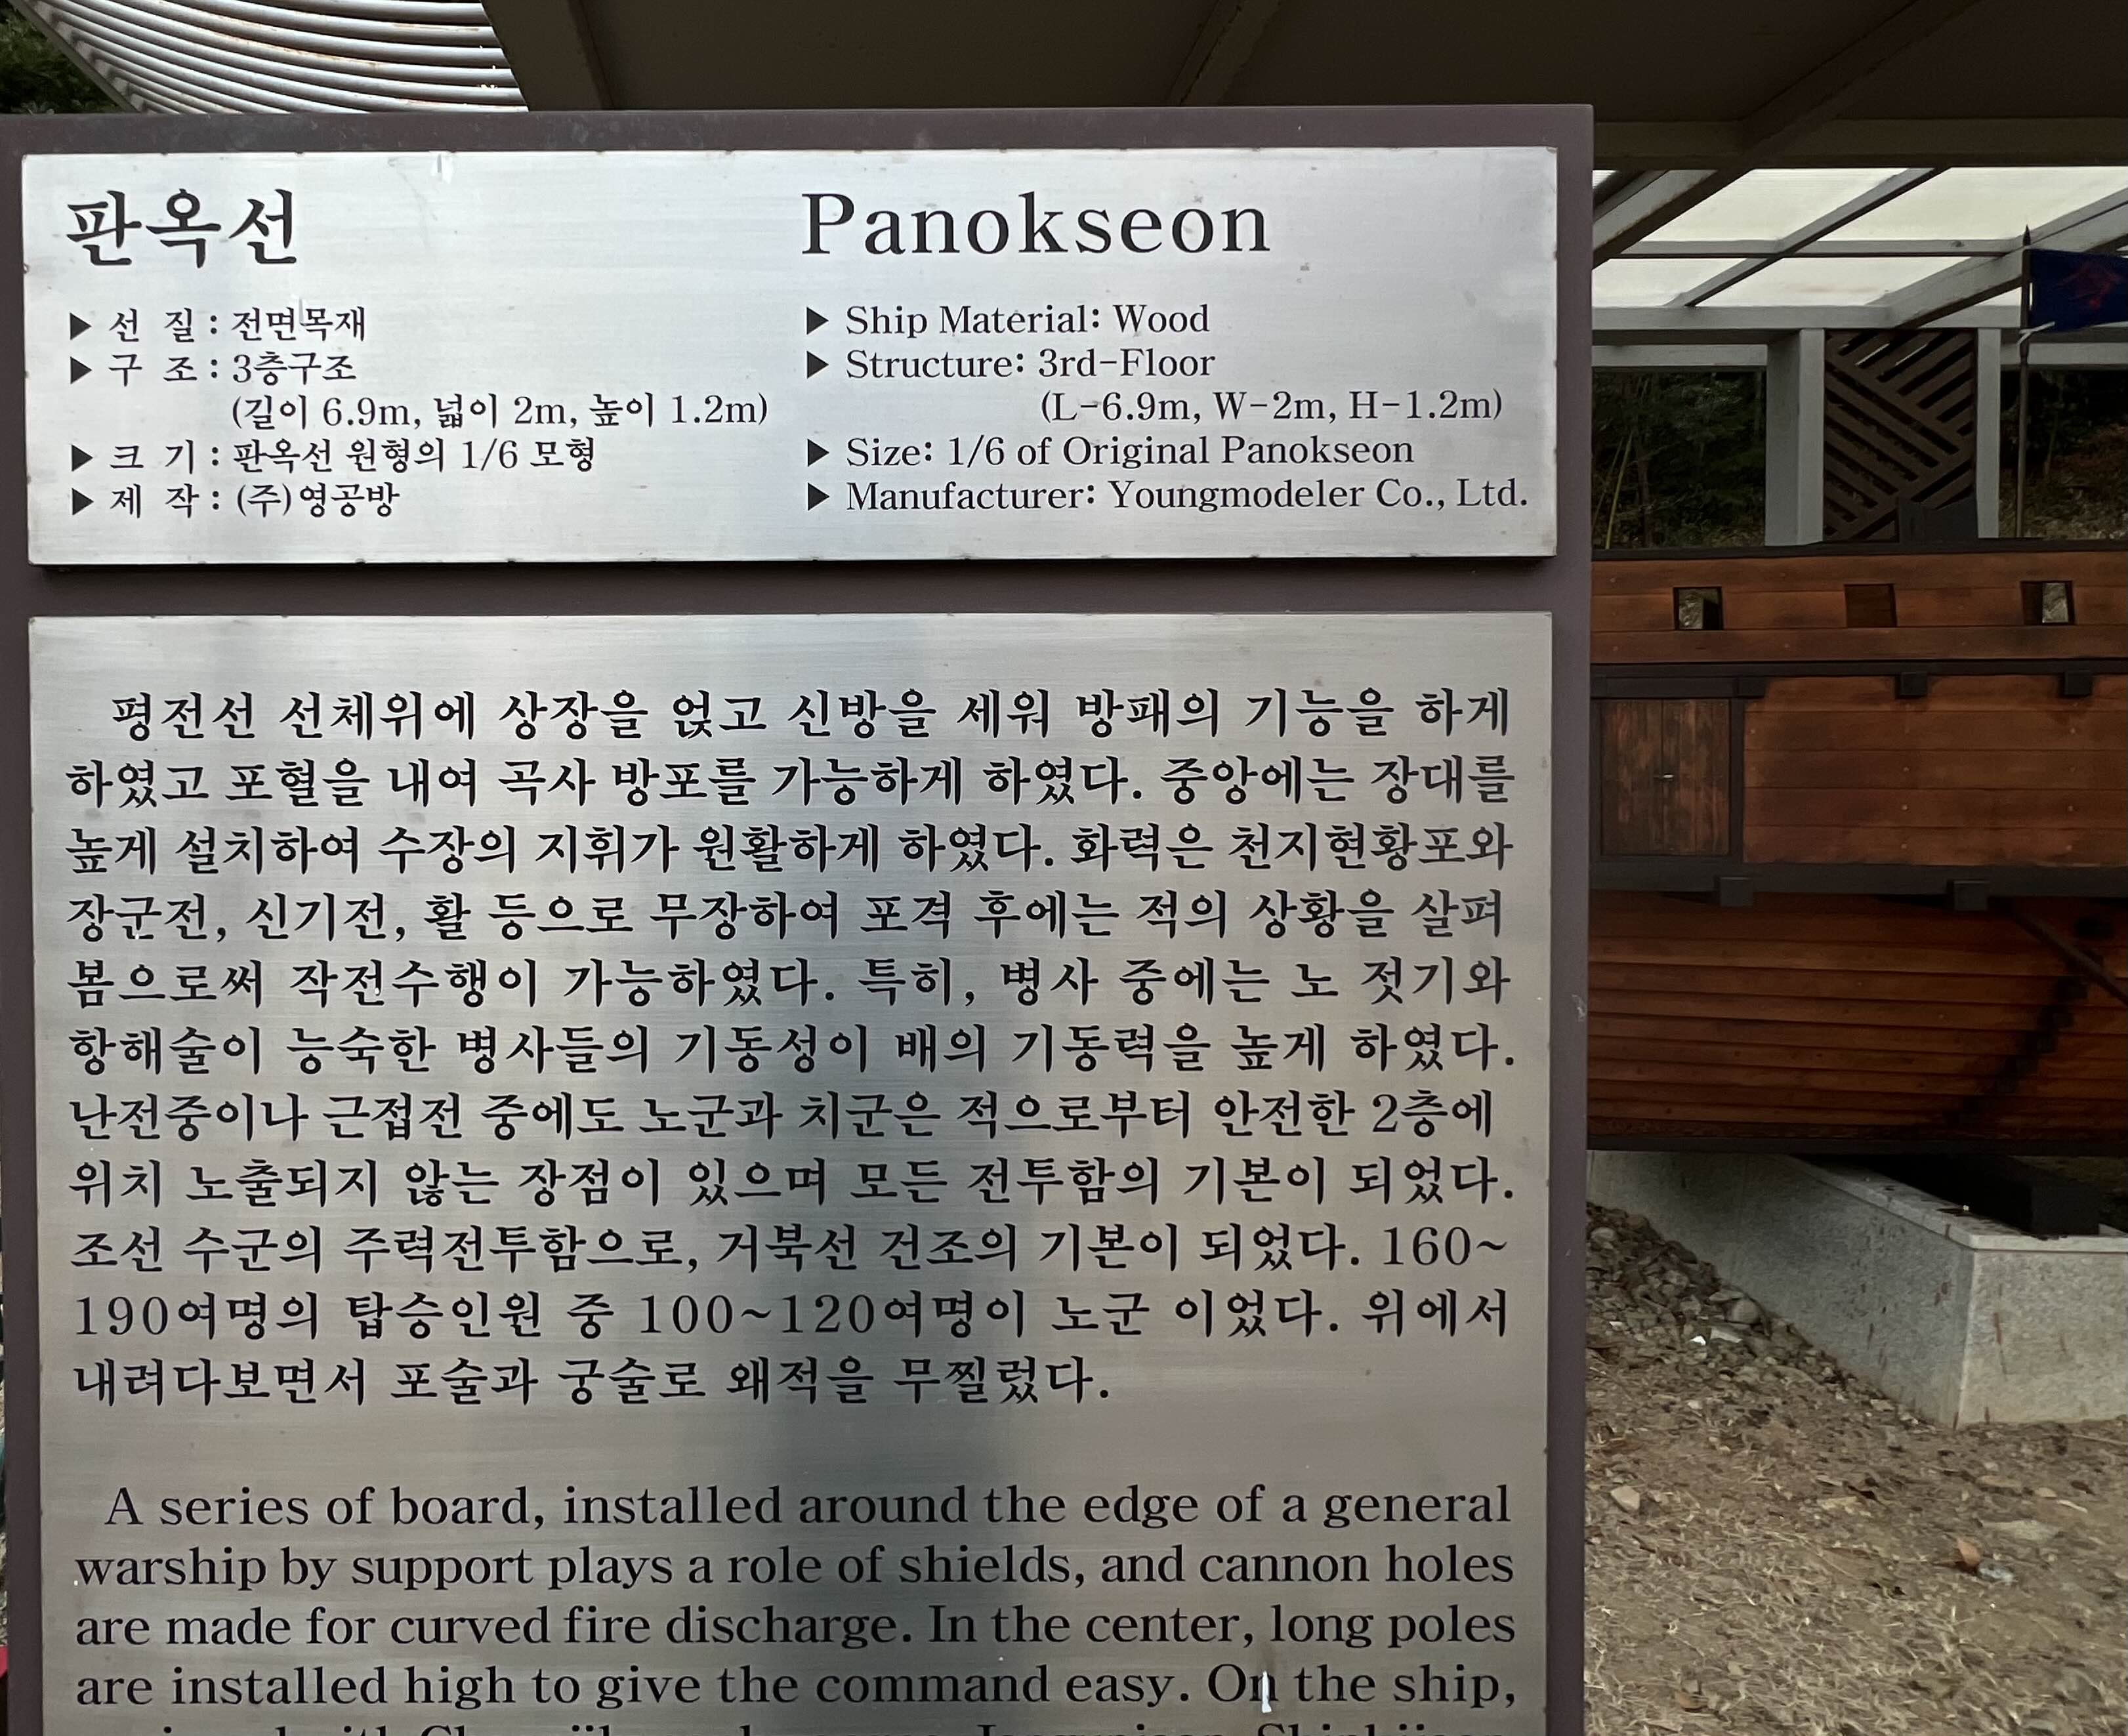 판옥선
Panokseon
▶ 선 질 : 전면목재
▶ 구 조 : 3층구조
(길이 6.9m, 넓이 2m, 높이 1.2m)
▶ 크 기 : 판옥선 원형의 1/6 모형
▶ 제 작 : (주)영공방
▶ Ship Material: Wood
▶ Structure: 3rd-Floor
(L-6.9m, W-2m, H-1.2m)
▶ Size: 1/6 of Original Panokseon
▶ Manufacturer: Youngmodeler Co., Ltd.
평전선 선체위에 상장을 얹고 신방을 세워 방패의 기능을 하게
하였고 포혈을 내여 곡사 방포를 가능하게 하였다. 중앙에는 장대를
높게 설치하여 수장의 지휘가 원활하게 하였다. 화력은 천지현황포와
장군전, 신기전, 활 등으로 무장하여 포격 후에는 적의 상황을 살펴
봄으로써 작전수행이 가능하였다. 특히, 병사 중에는 노 젓기와
항해술이 능숙한 병사들의 기동성이 배의 기동력을 높게 하였다.
난전중이나 근접전 중에도 노군과 치군은 적으로부터 안전한 2층에
위치 노출되지 않는 장점이 있으며 모든 전투함의 기본이 되었다.
조선 수군의 주력전투함으로, 거북선 건조의 기본이 되었다. 160~
190여명의 탑승인원 중 100~120여명이 노군 이었다. 위에서
내려다보면서 포술과 궁술로 왜적을 무찔렀다.
A series of board, installed around the edge of a general
warship by support plays a role of shields, and cannon holes
are made for curved fire discharge. In the center, long poles
are installed high to give the command easy. On the ship,